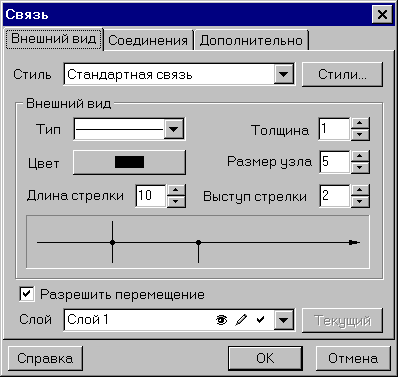 Связь
Внешний вид Соединения Дополнительно
Стиль Стандартная связь Стили...
Внешний вид
Тип Толщина 1
Цвет Размер узла 5
Длина стрелки 10 Выступ стрелки 2
Разрешить перемещение
Слой Слой 1 Текущий
Справка OK Отмена